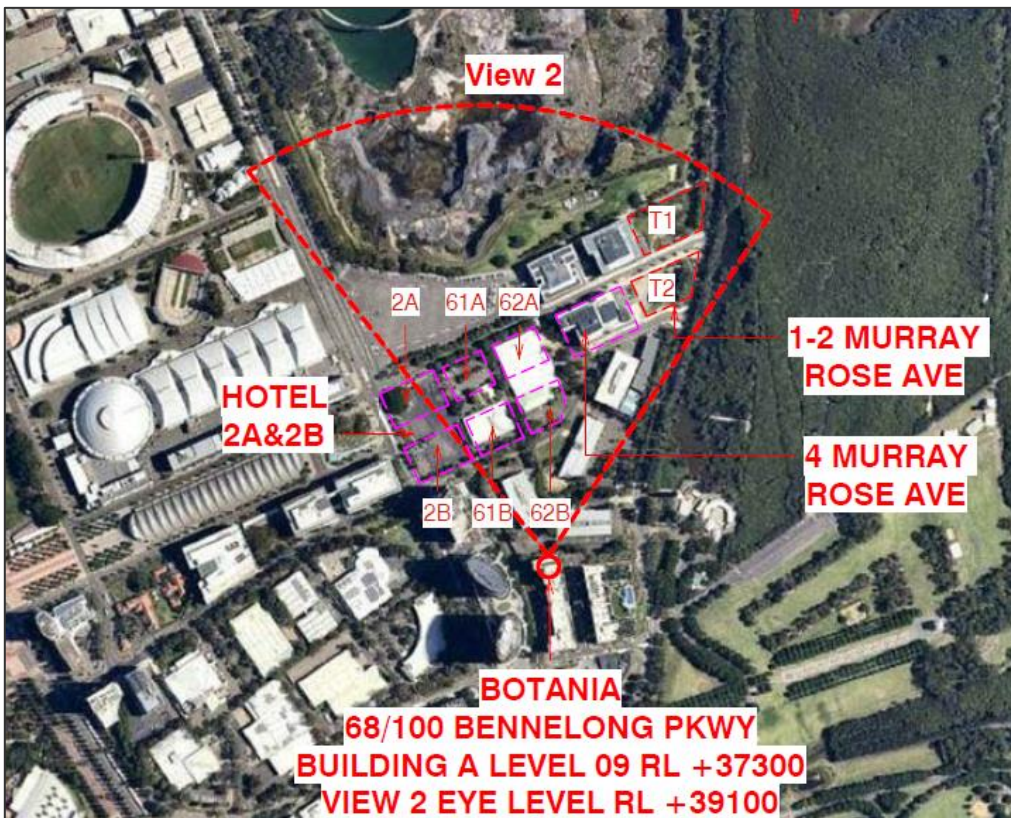 View 2
T1
T2
2A
61A
62A
1-2 MURRAY
ROSE AVE
HOTEL
2A&2B
4 MURRAY
ROSE AVE
2B
61B
62B
BOTANIA
68/100 BENNELONG PKWY
BUILDING A LEVEL 09 RL +37300
VIEW 2 EYE LEVEL RL +39100